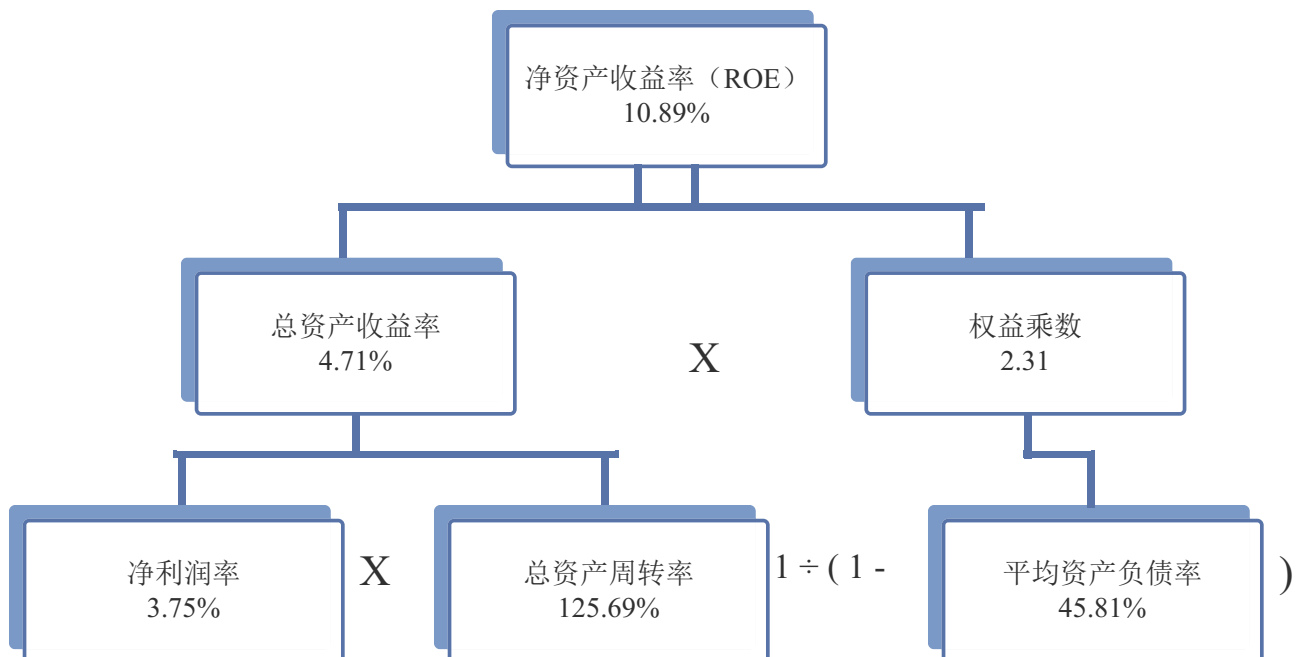 净资产收益率（ROE）
10.89%
总资产收益率
4.71%
X
权益乘数
2.31
净利润率
3.75%
X
总资产周转率
125.69%
1 ÷ ( 1 -
平均资产负债率
45.81%
)